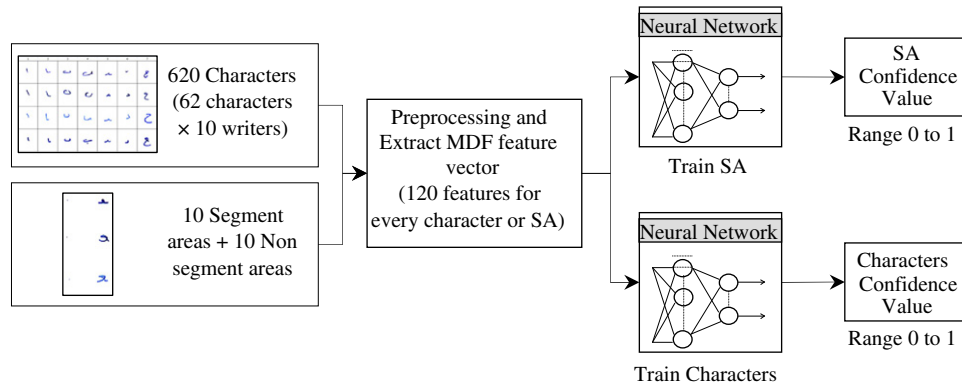 620 Characters
(62 characters
× 10 writers)
10 Segment
areas + 10 Non
segment areas
Preprocessing and
Extract MDF feature
vector
(120 features for
every character or SA)
Neural Network
Train SA
SA
Confidence
Value
Range 0 to 1
Neural Network
Train Characters
Characters
Confidence
Value
Range 0 to 1